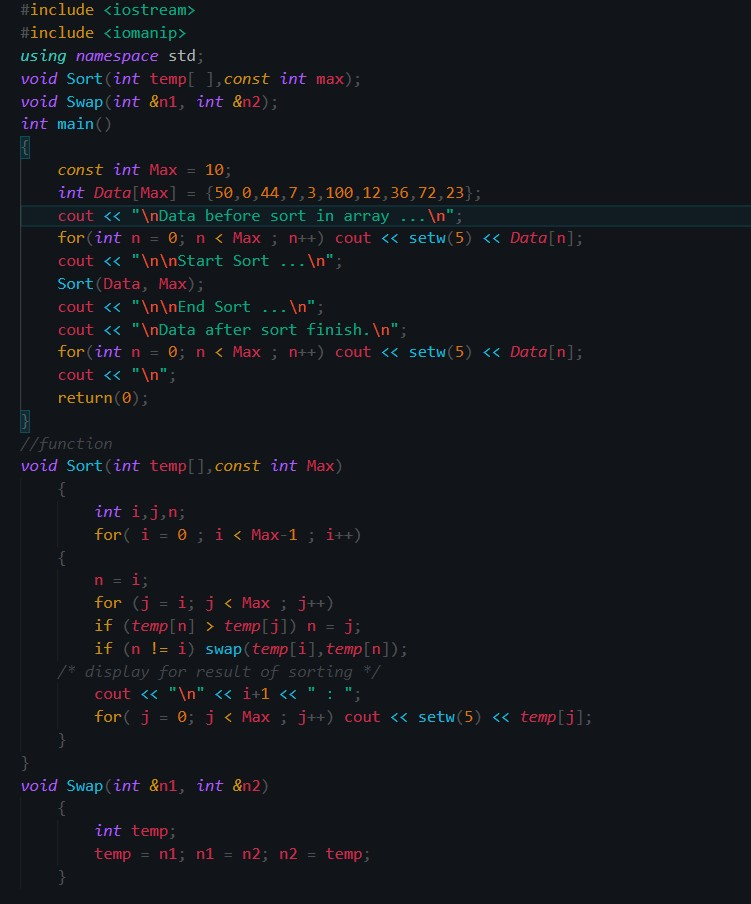 #include <iostream>
#include <iomanip>
using namespace std;
void Sort(int temp[ ],const int max);
void Swap(int &n1, int &n2);
int main()
{
    const int Max = 10;
    int Data[Max] = {50,0,44,7,3,100,12,36,72,23};
    cout << "\nData before sort in array ...\n";
    for(int n = 0; n < Max ; n++) cout << setw(5) << Data[n];
    cout << "\n\nStart Sort ...\n";
    Sort(Data, Max);
    cout << "\n\nEnd Sort ...\n";
    cout << "\nData after sort finish.\n";
    for(int n = 0; n < Max ; n++) cout << setw(5) << Data[n];
    cout << "\n";
    return(0);
}
//function
void Sort(int temp[],const int Max)
    {
        int i,j,n;
        for( i = 0 ; i < Max-1 ; i++)
    {
        n = i;
        for (j = i; j < Max ; j++)
        if (temp[n] > temp[j]) n = j;
        if (n != i) swap(temp[i],temp[n]);
    /* display for result of sorting */
        cout << "\n" << i+1 << " : ";
        for( j = 0; j < Max ; j++) cout << setw(5) << temp[j];
    }
}
void Swap(int &n1, int &n2)
    {
        int temp;
        temp = n1; n1 = n2; n2 = temp;
    }